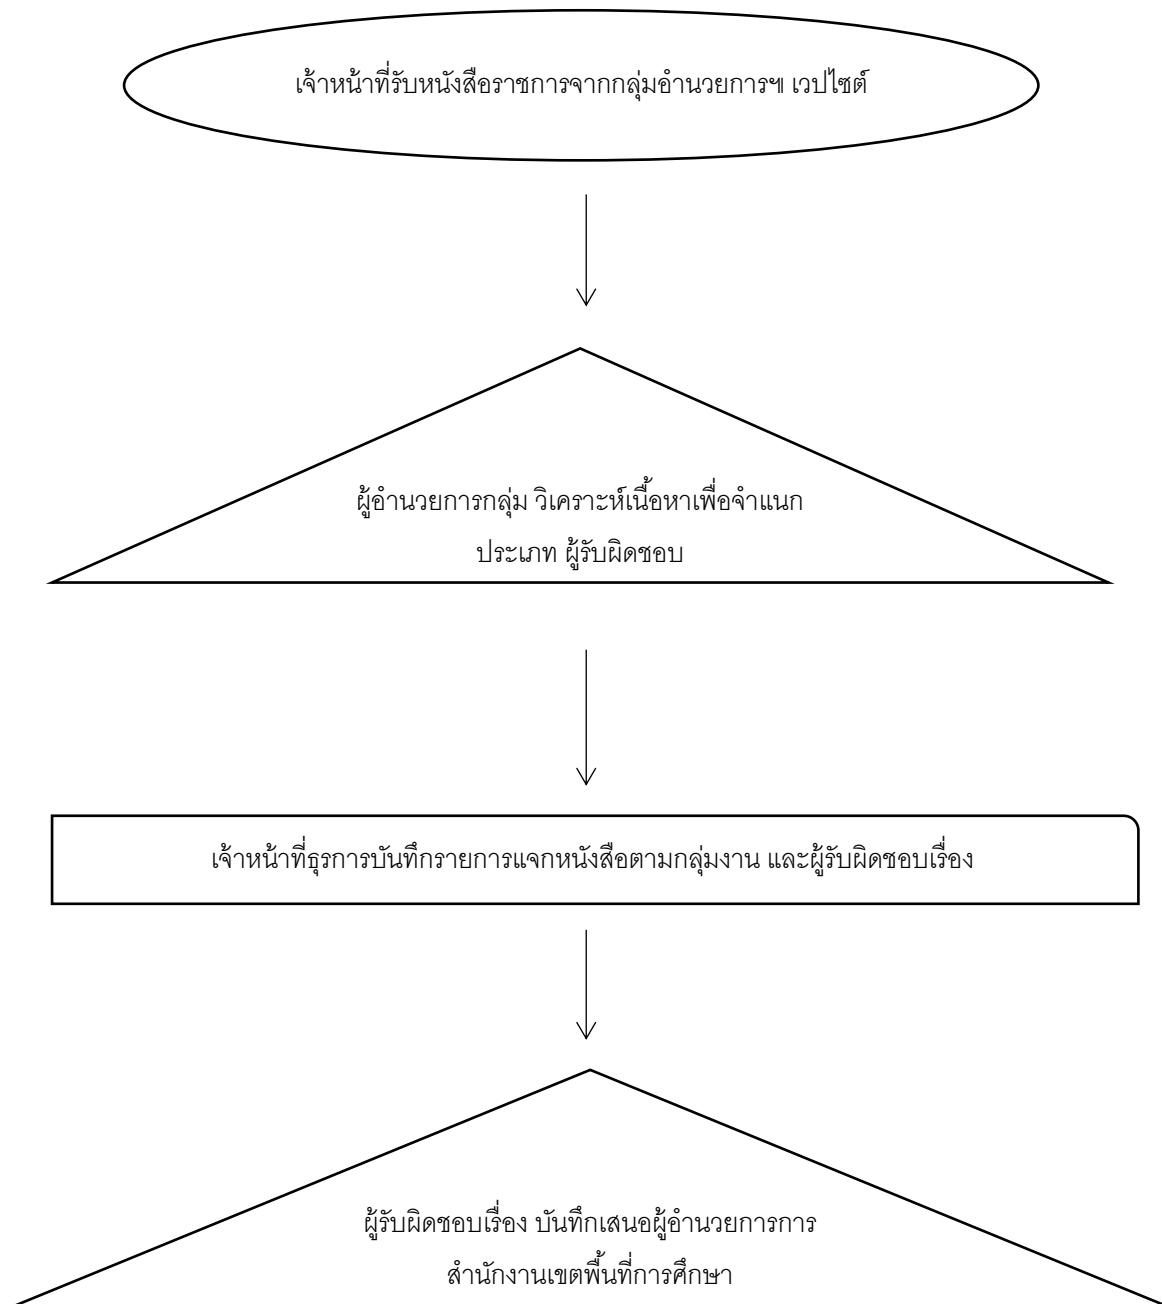 เจ้าหน้าที่รับหนังสือราชการจากกลุ่มอำนวยการฯ เวปไซต์
ผู้อำนวยการกลุ่ม วิเคราะห์เนื้อหาเพื่อจำแนก
ประเภท ผู้รับผิดชอบ
เจ้าหน้าที่ธุรการบันทึกรายการแจกหนังสือตามกลุ่มงาน และผู้รับผิดชอบเรื่อง
ผู้รับผิดชอบเรื่อง บันทึกเสนอผู้อำนวยการการ
สำนักงานเขตพื้นที่การศึกษา